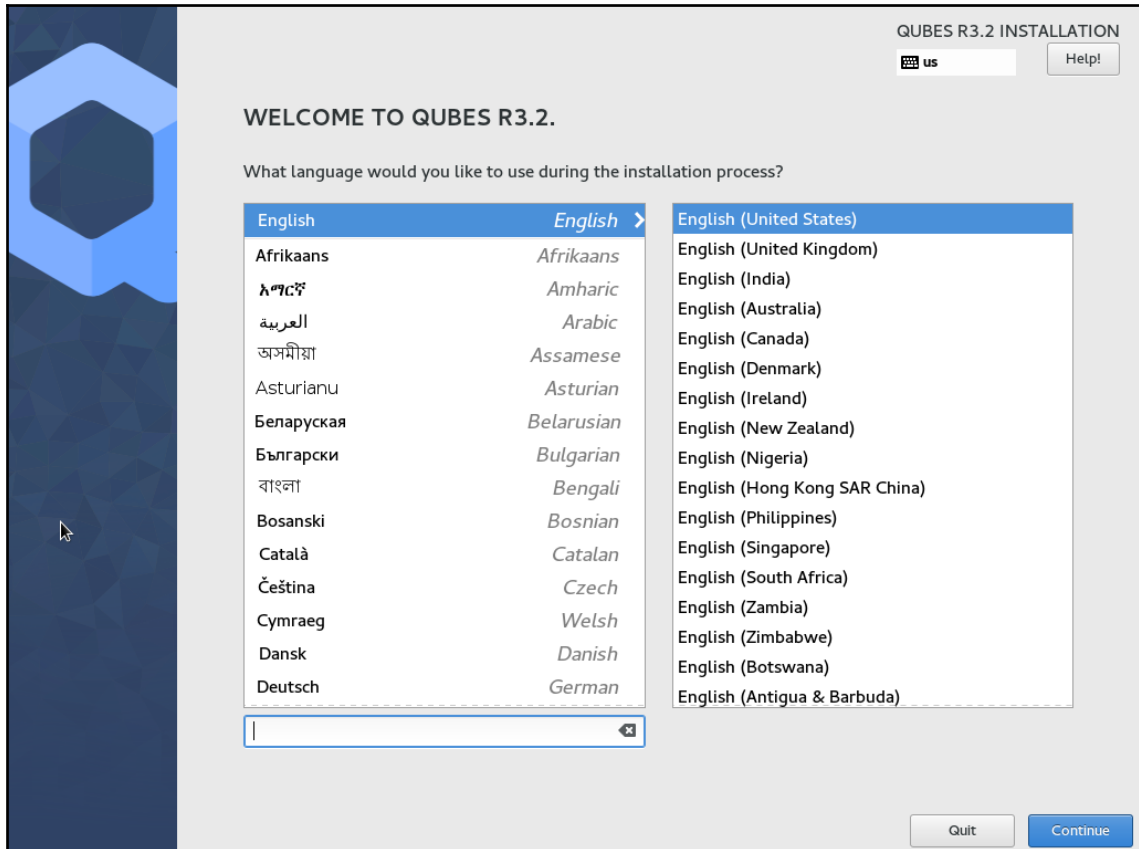 QUBES R3.2 INSTALLATION
us
Help!
WELCOME TO QUBES R3.2.
What language would you like to use during the installation process?
English English
Afrikaans Afrikaans
አማርኛ Amharic
العربية Arabic
অসমীয়া Assamese
Asturianu Asturian
Беларуская Belarusian
Български Bulgarian
বাংলা Bengali
Bosanski Bosnian
Català Catalan
Čeština Czech
Cymraeg Welsh
Dansk Danish
Deutsch German
English (United States)
English (United Kingdom)
English (India)
English (Australia)
English (Canada)
English (Denmark)
English (Ireland)
English (New Zealand)
English (Nigeria)
English (Hong Kong SAR China)
English (Philippines)
English (Singapore)
English (South Africa)
English (Zambia)
English (Zimbabwe)
English (Botswana)
English (Antigua & Barbuda)
Quit
Continue